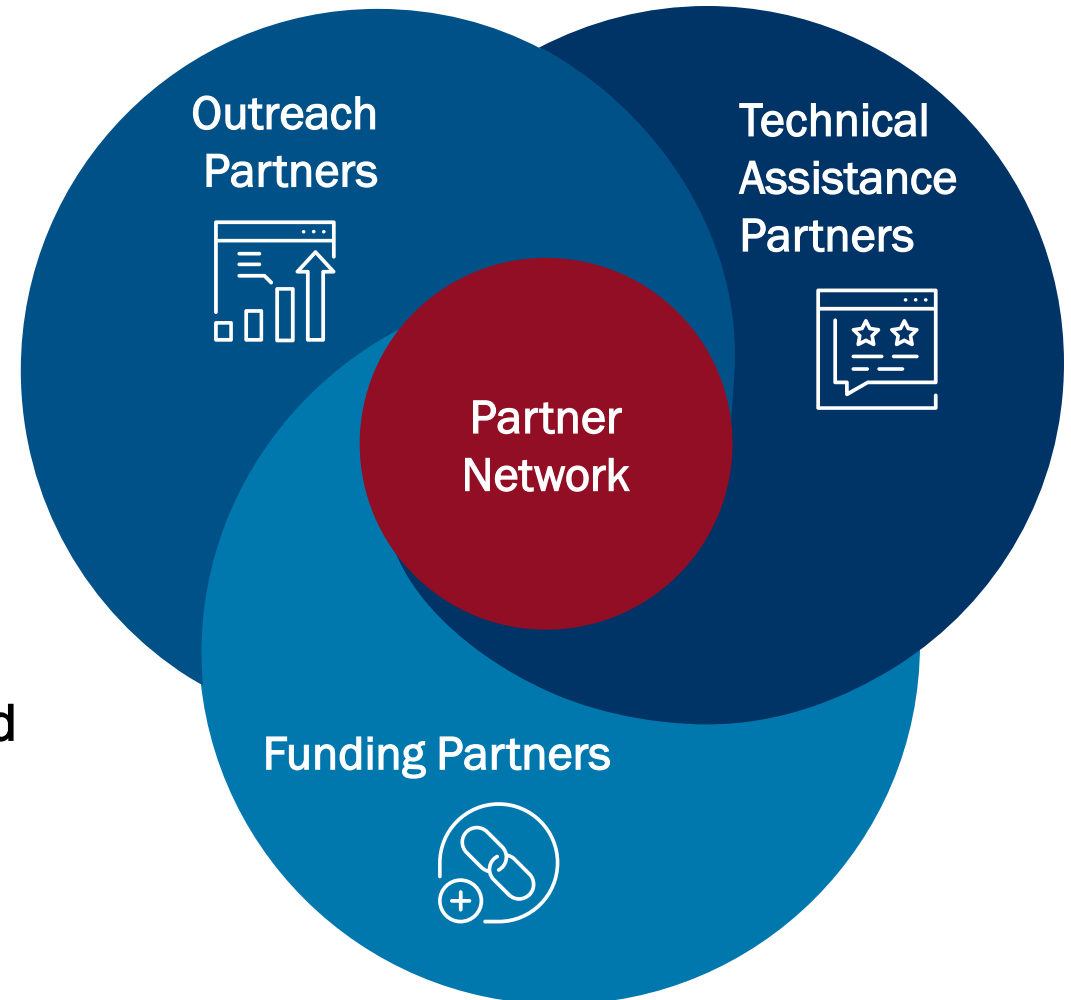 Outreach
Partners
Technical
Assistance
Partners
Partner
Network
Funding Partners